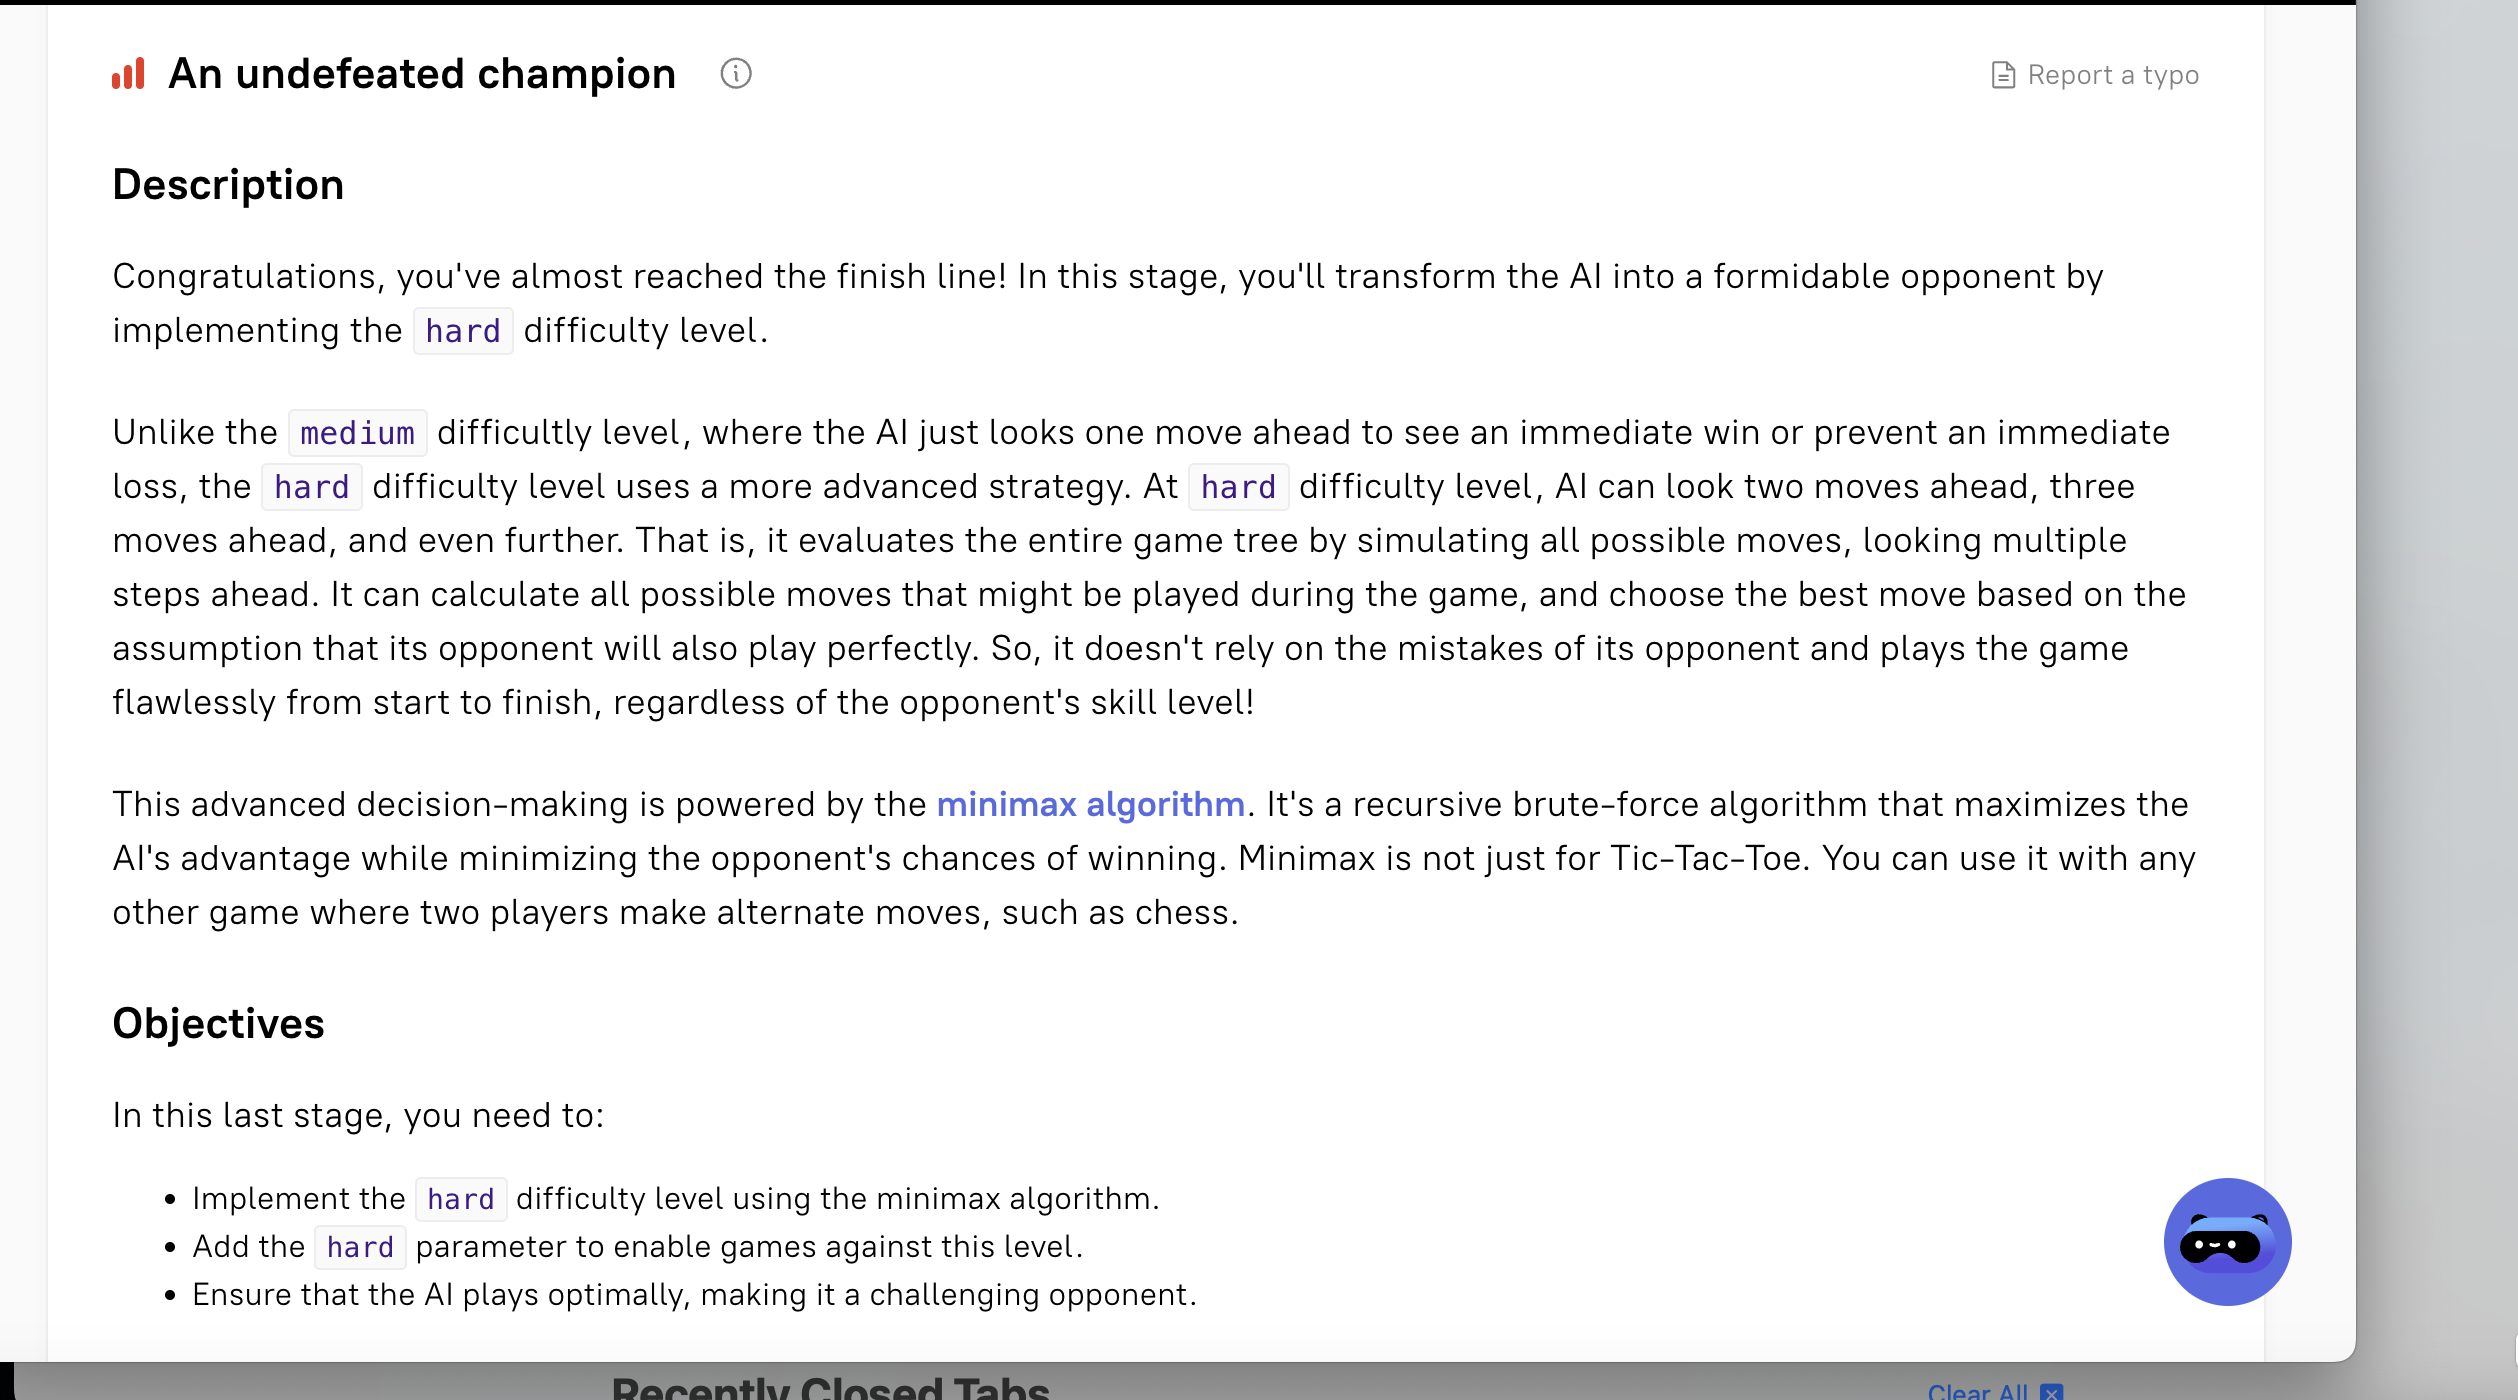 An undefeated champion
Report a typo
Description
Congratulations, you've almost reached the finish line! In this stage, you'll transform the AI into a formidable opponent by
implementing the hard difficulty level.
Unlike the medium difficultly level, where the AI just looks one move ahead to see an immediate win or prevent an immediate
loss, the hard difficulty level uses a more advanced strategy. At hard difficulty level, AI can look two moves ahead, three
moves ahead, and even further. That is, it evaluates the entire game tree by simulating all possible moves, looking multiple
steps ahead. It can calculate all possible moves that might be played during the game, and choose the best move based on the
assumption that its opponent will also play perfectly. So, it doesn't rely on the mistakes of its opponent and plays the game
flawlessly from start to finish, regardless of the opponent's skill level!
This advanced decision-making is powered by the minimax algorithm. It's a recursive brute-force algorithm that maximizes the
AI's advantage while minimizing the opponent's chances of winning. Minimax is not just for Tic-Tac-Toe. You can use it with any
other game where two players make alternate moves, such as chess.
Objectives
In this last stage, you need to:
• Implement the hard difficulty level using the minimax algorithm.
• Add the hard parameter to enable games against this level.
• Ensure that the AI plays optimally, making it a challenging opponent.
Recently Closed Tabs
Clear All